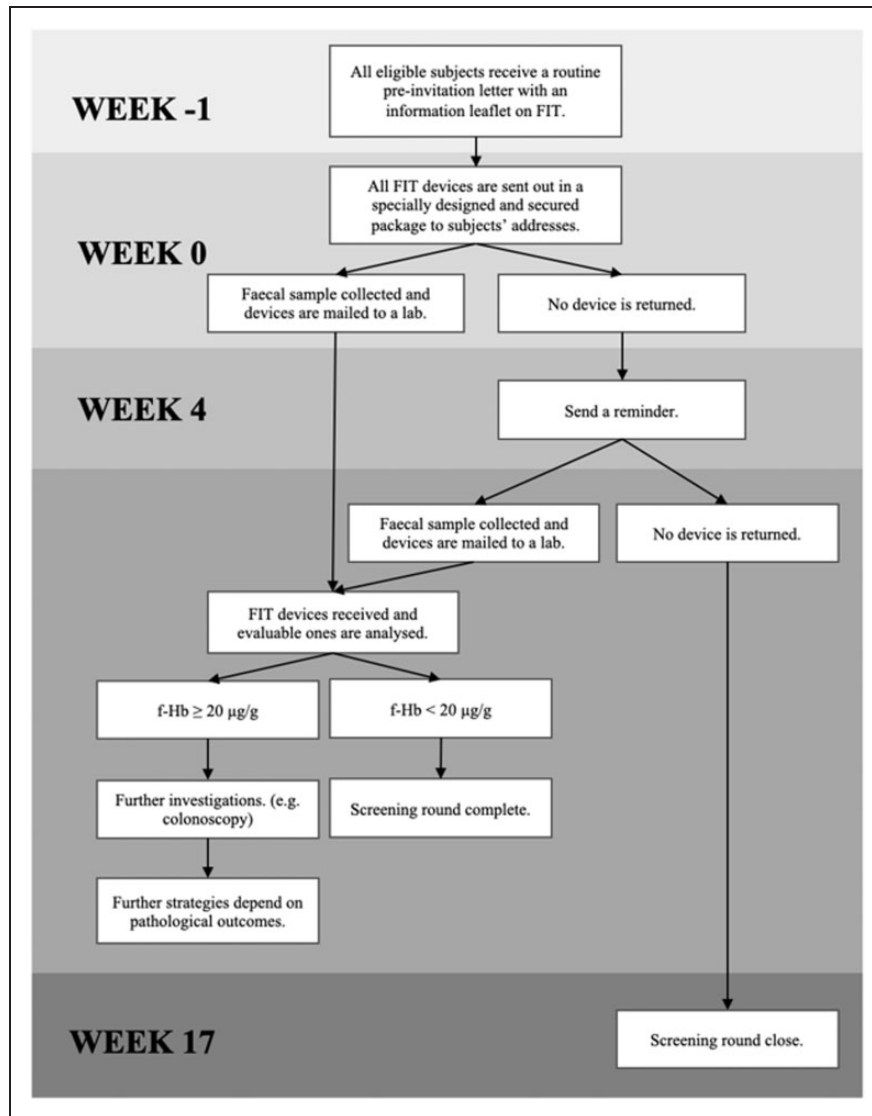 WEEK -1
All eligible subjects receive a routine
pre-invitation letter with an
information leaflet on FIT.
WEEK 0
All FIT devices are sent out in a
specially designed and secured
package to subjects' addresses.
Faecal sample collected and
devices are mailed to a lab.
No device is returned.
WEEK 4
Send a reminder.
Faecal sample collected and
devices are mailed to a lab.
No device is returned.
FIT devices received and
evaluable ones are analysed.
f-Hb ≥ 20 µg/g
f-Hb < 20 µg/g
Further investigations. (e.g.
colonoscopy)
Screening round complete.
Further strategies depend on
pathological outcomes.
WEEK 17
Screening round close.